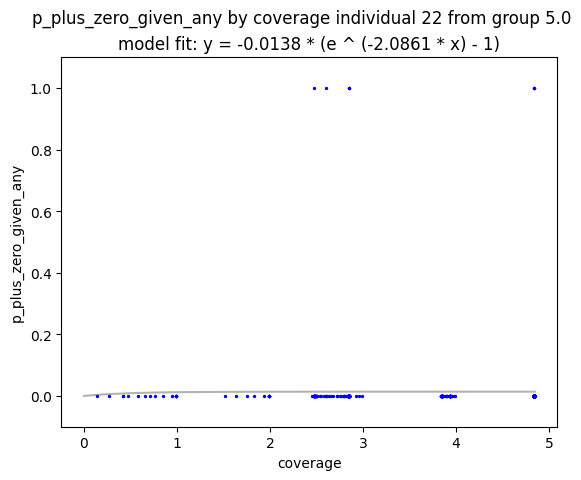 p_plus_zero_given_any by coverage individual 22 from group 5.0
model fit: y = -0.0138 * (e ^ (-2.0861 * x) - 1)
1.0
0.8
0.6
0.4
0.2
0.0
p_plus_zero_given_any
0 1 2 3 4 5
coverage